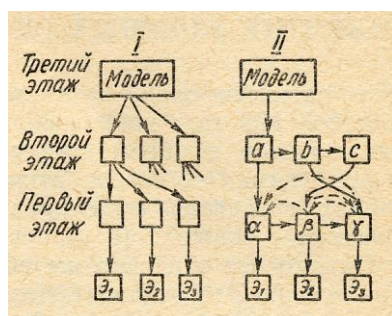 I II
Третий этаж Модель Модель
Второй этаж a b c
Первый этаж α β γ
Э₁ Э₂ Э₃ Э₁ Э₂ Э₃